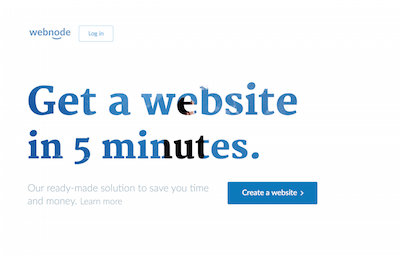 webnode
Log in
Get a website
in 5 minutes.
Our ready-made solution to save you time
and money. Learn more
Create a website >